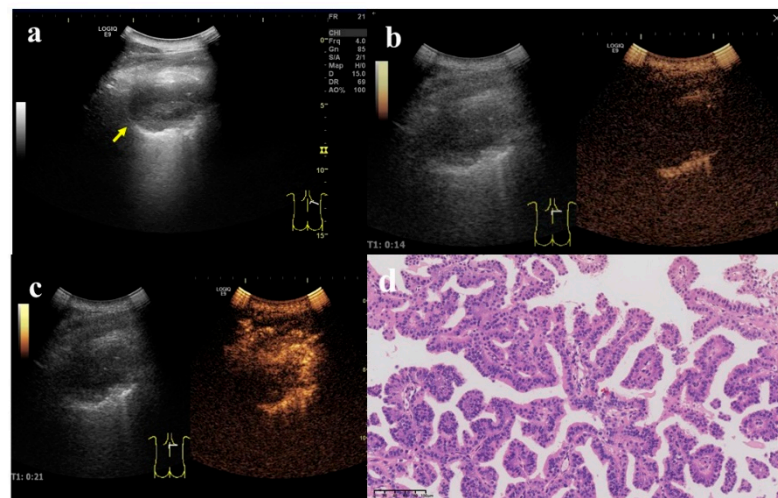 a
LOGIQ
E9
FR 21
CHI
Frq 4.0
Gn 85
S/A 2/1
Map H/0
D 15.0
DR 69
AO% 100
0
5
10
15
b
LOGIQ
E9
T1: 0:14
c
LOGIQ
E9
T1: 0:21
d